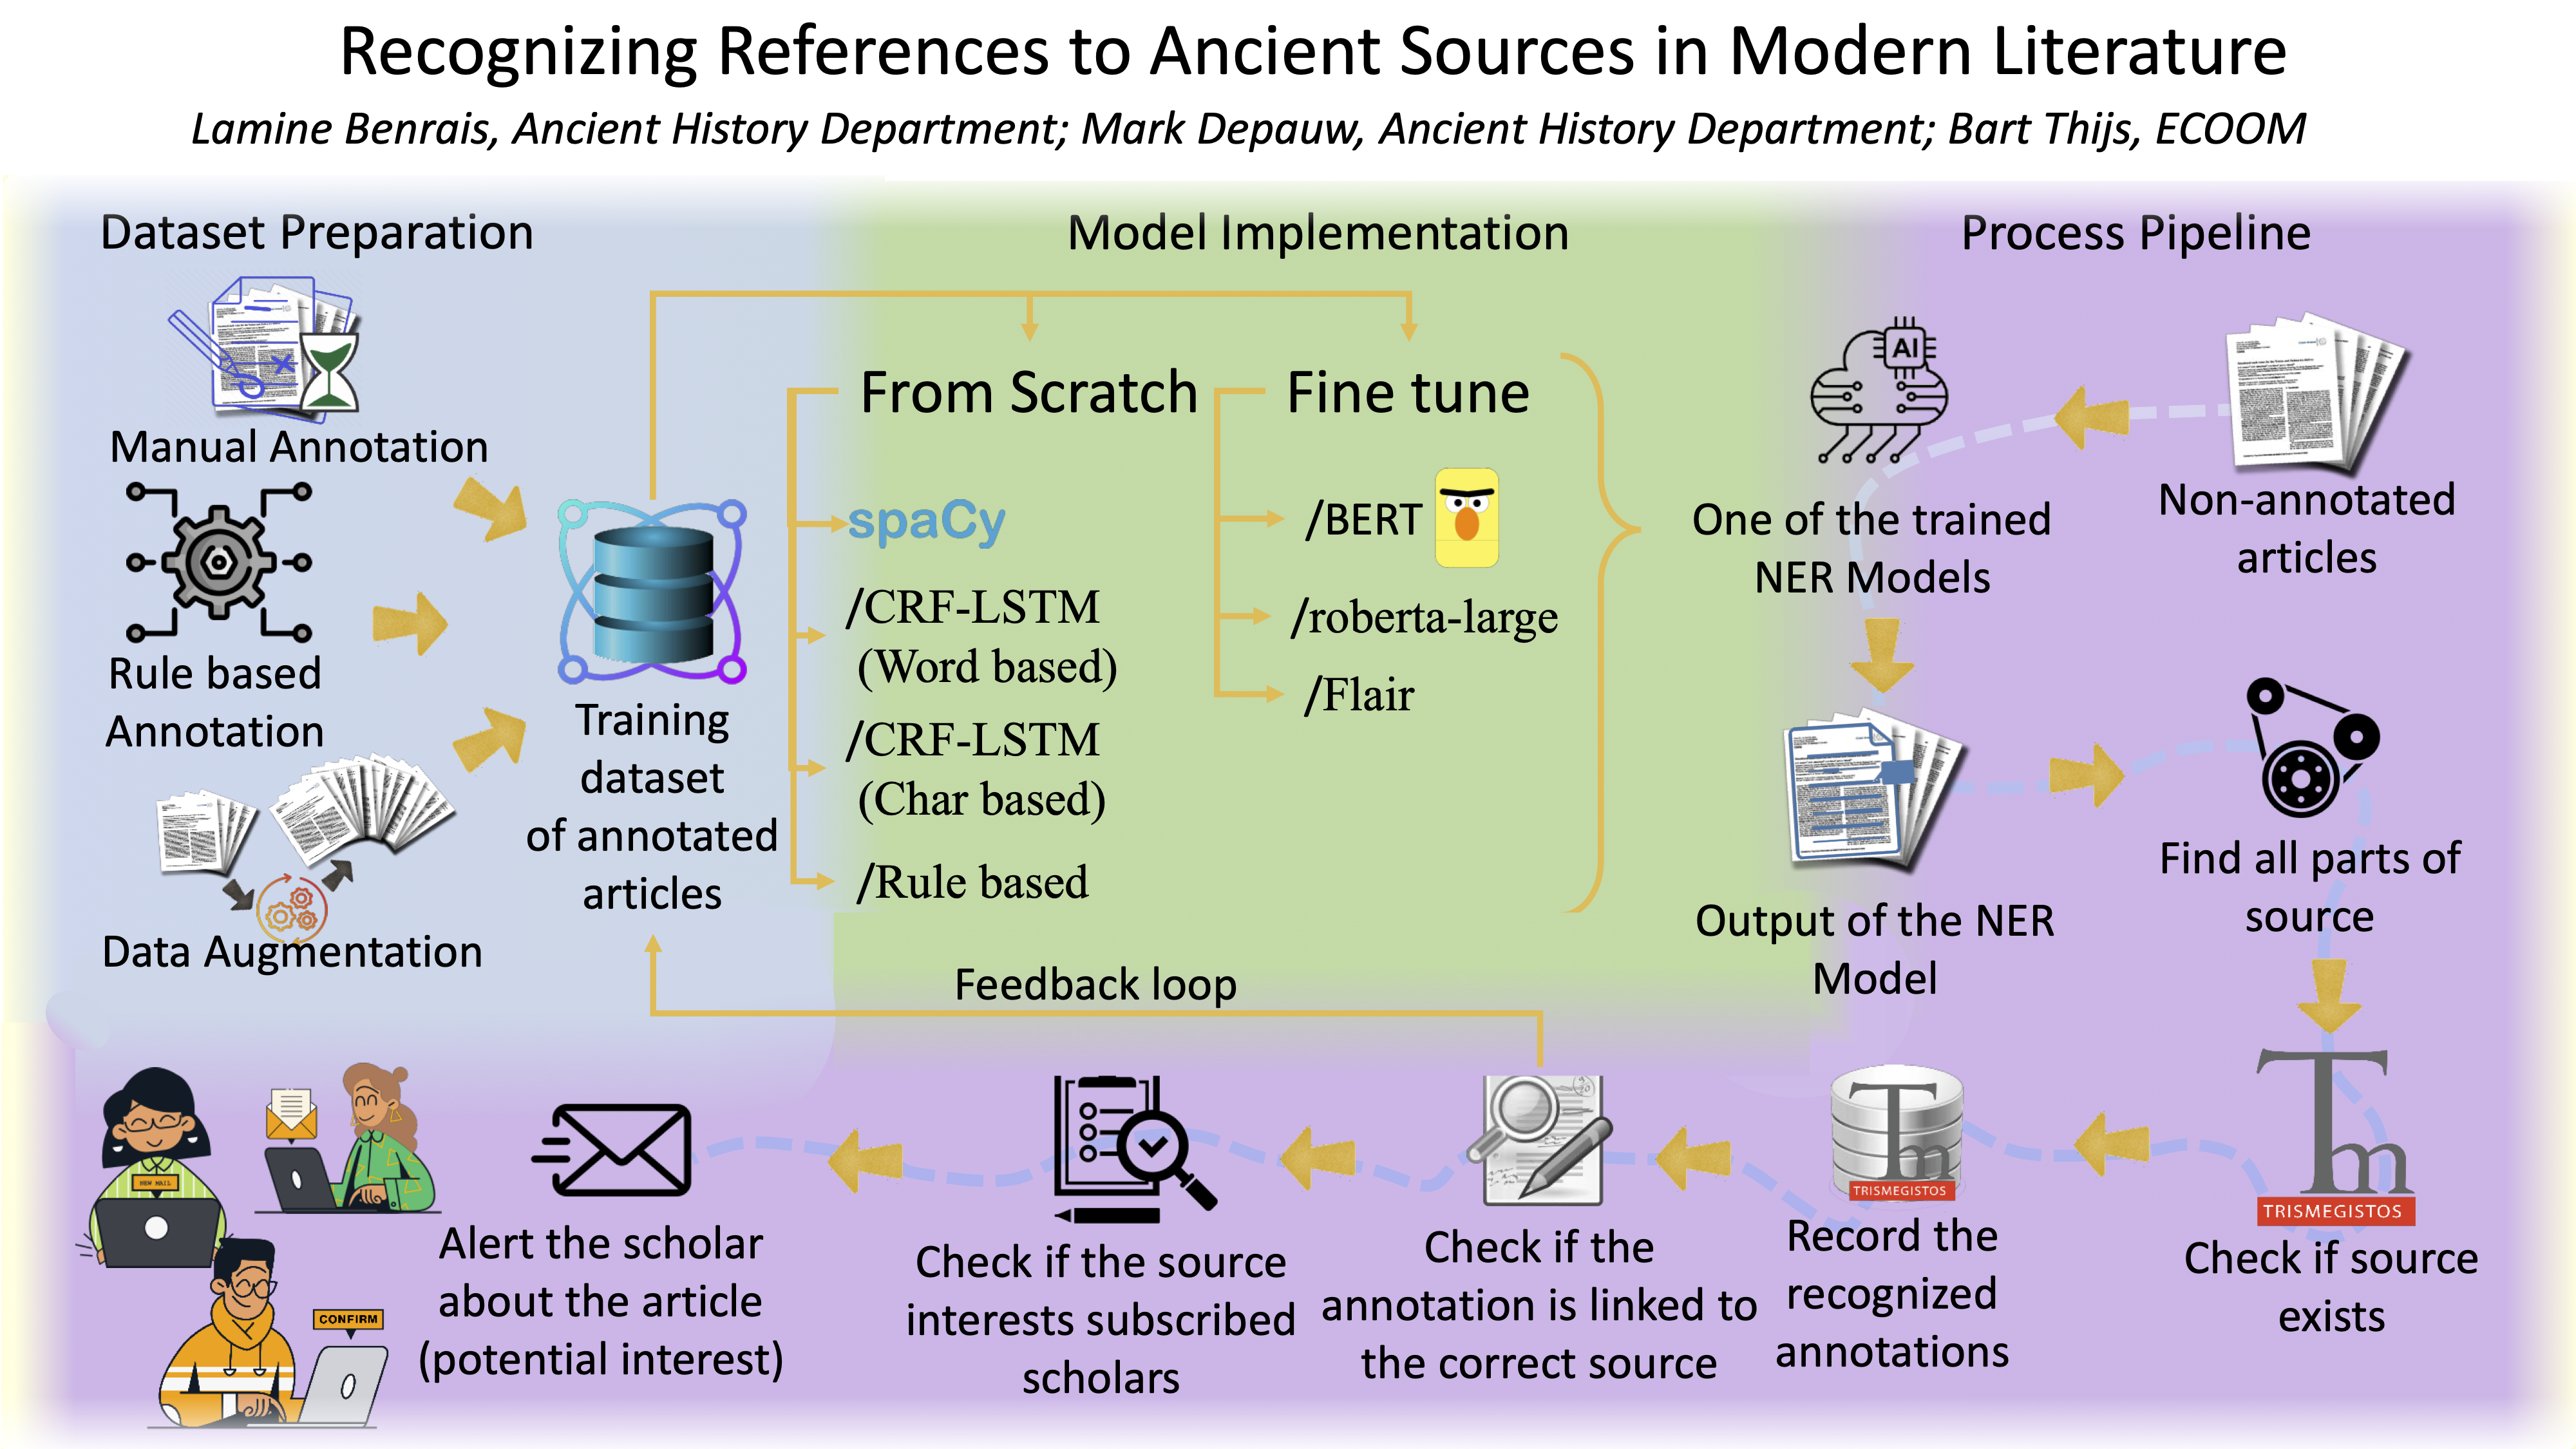 Recognizing References to Ancient Sources in Modern Literature
Lamine Benrais, Ancient History Department; Mark Depauw, Ancient History Department; Bart Thijs, ECOOM
Dataset Preparation
Manual Annotation
Rule based
Annotation
Data Augmentation
Training
dataset
of annotated
articles
Model Implementation
From Scratch
spaCy
/CRF-LSTM
(Word based)
/CRF-LSTM
(Char based)
/Rule based
Fine tune
/BERT
/roberta-large
/Flair
Feedback loop
Process Pipeline
Non-annotated
articles
AI
One of the trained
NER Models
Output of the NER
Model
Find all parts of
source
Tm
TRISMEGISTOS
Check if source
exists
Tm
TRISMEGISTOS
Record the
recognized
annotations
Check if the
annotation is linked to
the correct source
Check if the source
interests subscribed
scholars
Alert the scholar
about the article
(potential interest)
NEW MAIL
CONFIRM